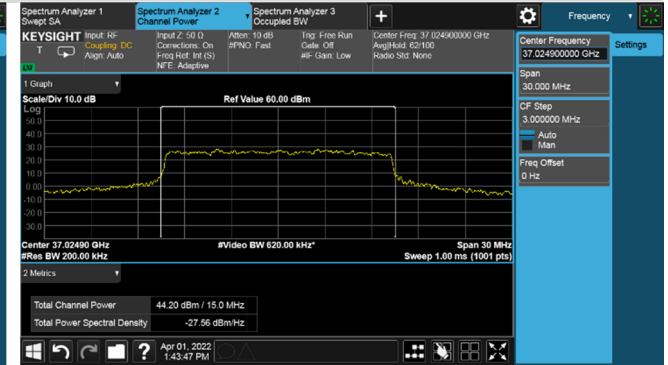 Spectrum Analyzer 1
Swept SA
Spectrum Analyzer 2
Channel Power
Spectrum Analyzer 3
Occupied BW
Frequency
KEYSIGHT
T
Input: RF
Coupling: DC
Align: Auto
Input Z: 50 Ω
Corrections: On
Freq Ref: Int (S)
NFE: Adaptive
Atten: 10 dB
#PNO: Fast
Trig: Free Run
Gate: Off
#IF Gain: Low
Center Freq: 37.024900000 GHz
Avg|Hold: 62/100
Radio Std: None
Center Frequency
37.024900000 GHz
Settings
Span
30.000 MHz
CF Step
3.000000 MHz
Auto
Man
Freq Offset
0 Hz
1 Graph
Scale/Div 10.0 dB
Ref Value 60.00 dBm
Log
50.0
40.0
30.0
20.0
10.0
0.00
-10.0
-20.0
-30.0
Center 37.02490 GHz
#Video BW 620.00 kHz*
Span 30 MHz
#Res BW 200.00 kHz
Sweep 1.00 ms (1001 pts)
2 Metrics
Total Channel Power
44.20 dBm / 15.0 MHz
Total Power Spectral Density
-27.56 dBm/Hz
?
Apr 01, 2022
1:43:47 PM